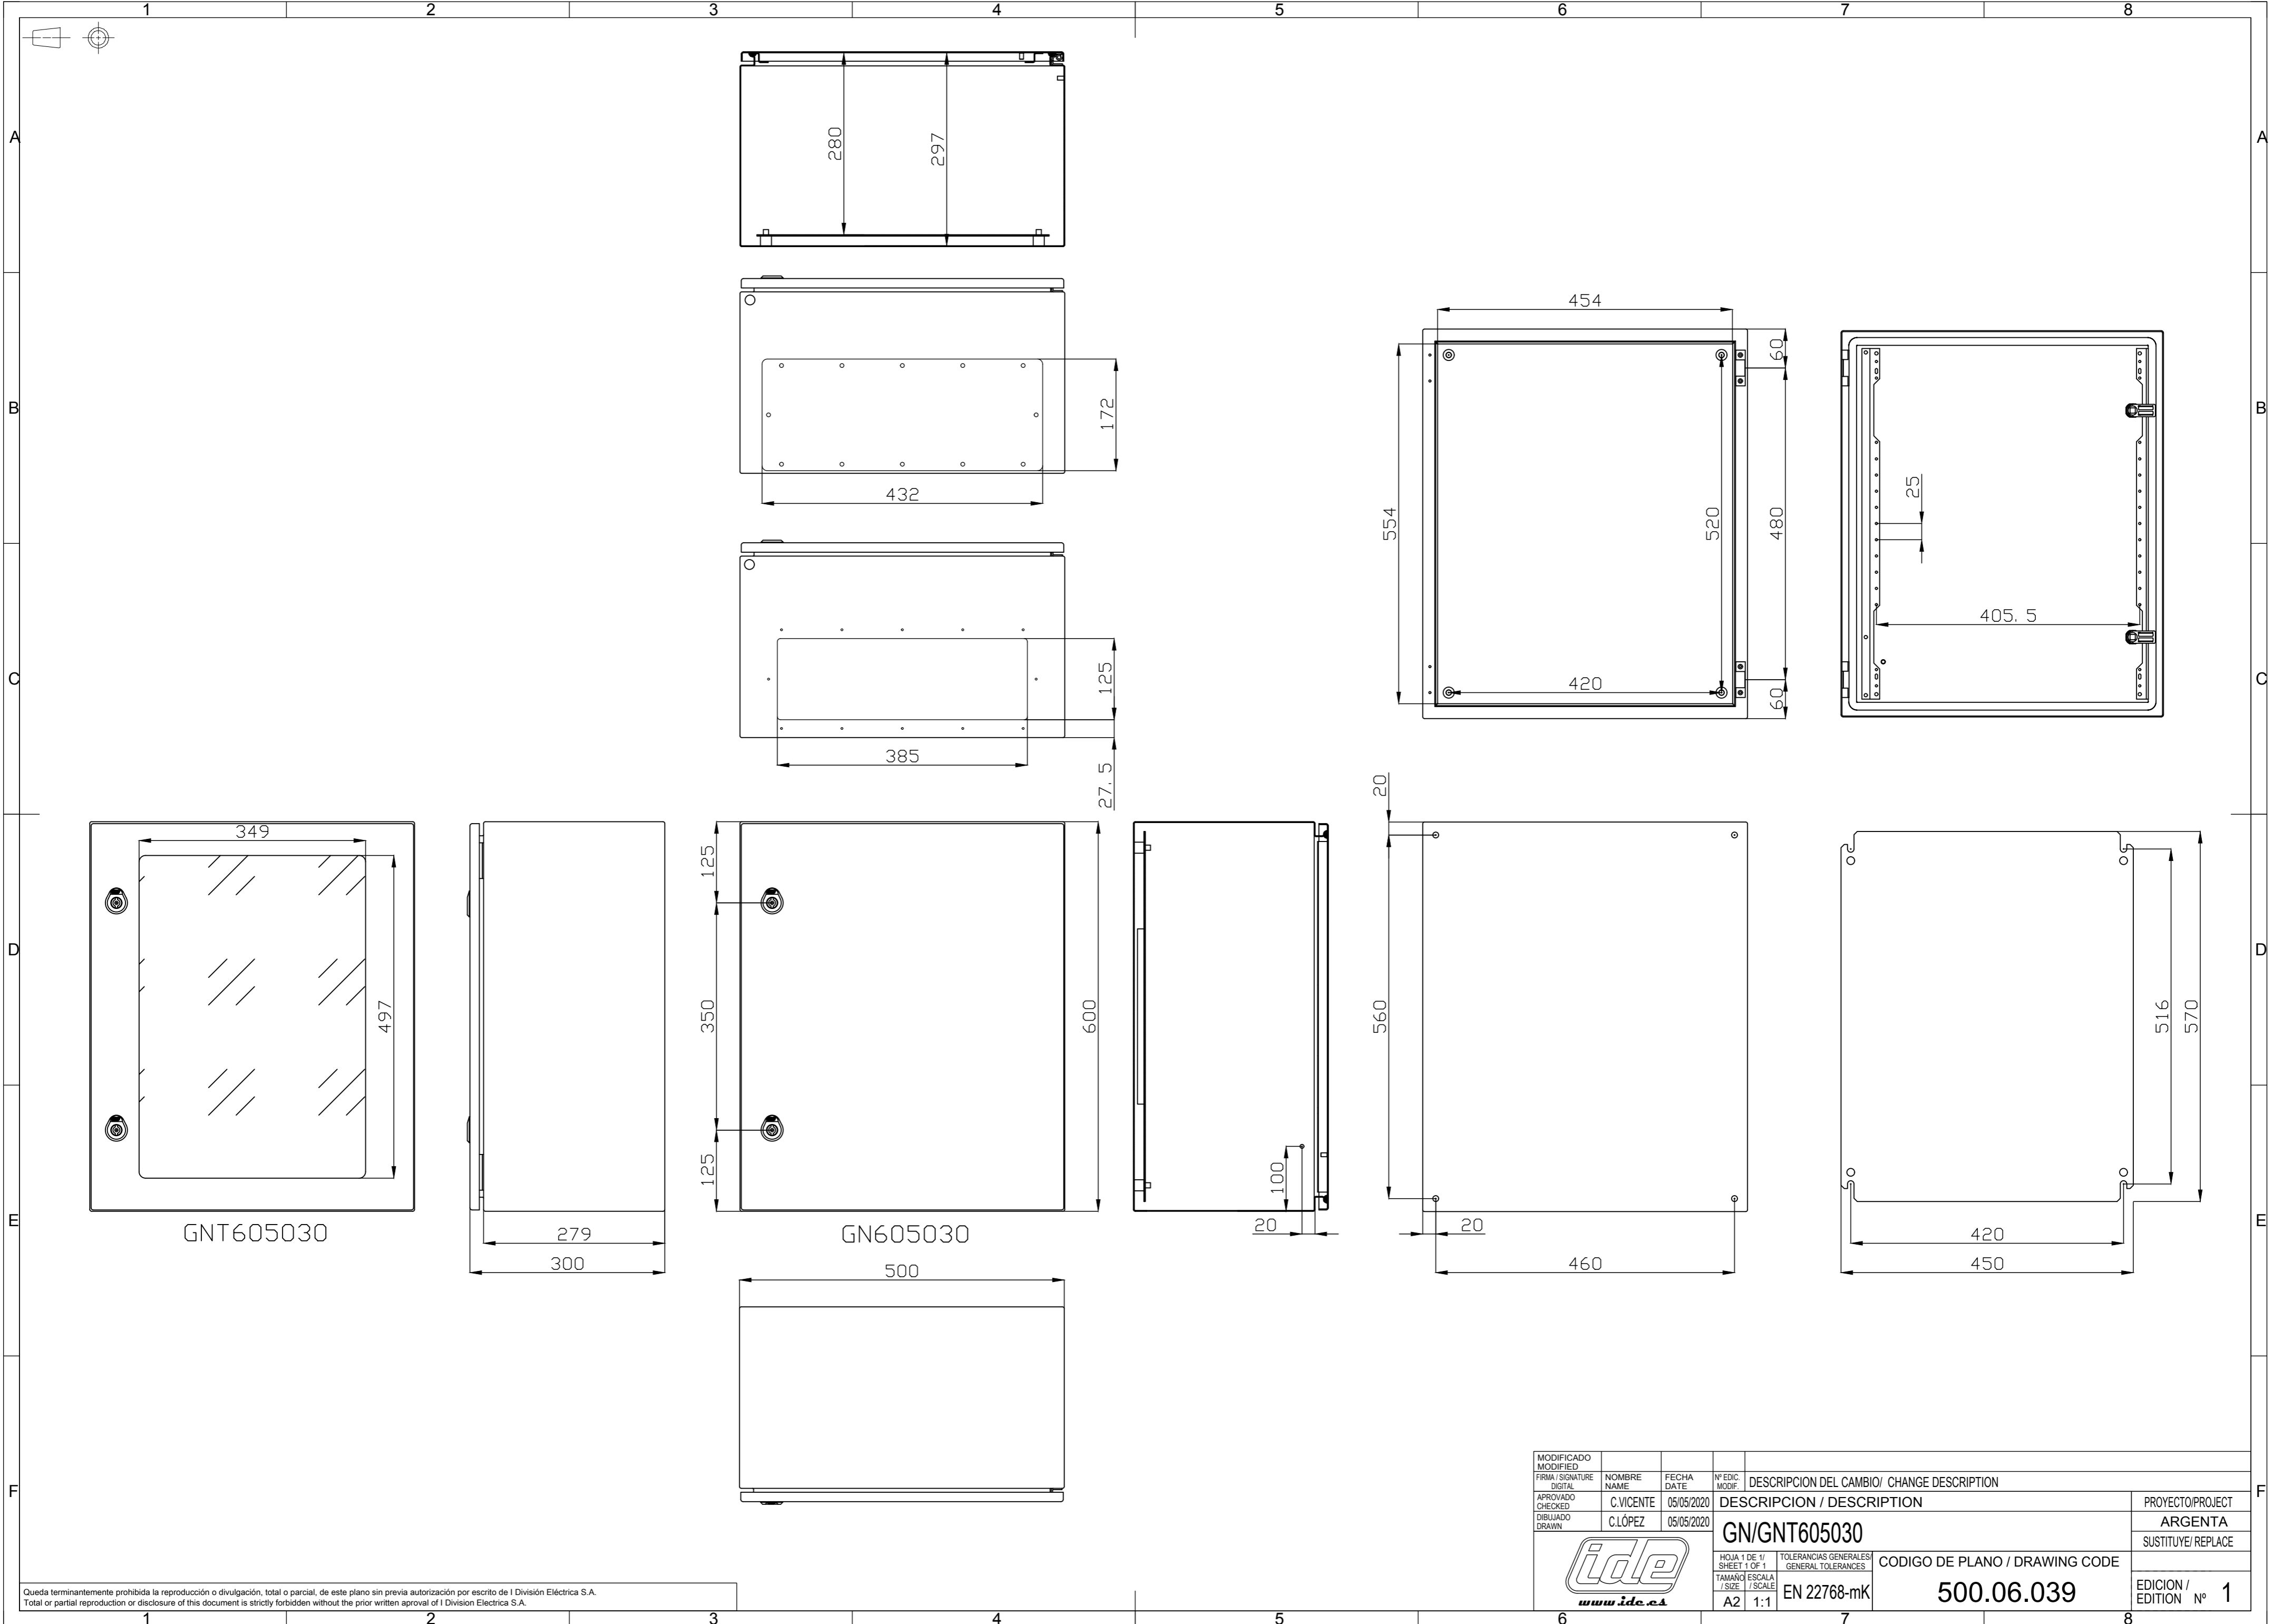 1 2 3 4 5 6 7 8
A A
280
297
B B
172
432
454
60
554
520
480
25
405. 5
420
60
C C
125
385
27. 5
20
349
497
125
350
125
600
D D
560
516
570
100
20
20
460
420
450
E E
GNT605030
279
300
GN605030
500
F F
MODIFICADO
MODIFIED
FIRMA / SIGNATURE
DIGITAL
NOMBRE
NAME
FECHA
DATE
Nº EDIC.
MODIF.
DESCRIPCION DEL CAMBIO/ CHANGE DESCRIPTION
APROVADO
CHECKED
C.VICENTE 05/05/2020
DESCRIPCION / DESCRIPTION
PROYECTO/PROJECT
DIBUJADO
DRAWN
C.LÓPEZ 05/05/2020
GN/GNT605030
ARGENTA
SUSTITUYE/ REPLACE
ide
www.ide.es
HOJA 1 DE 1/
SHEET 1 OF 1
TOLERANCIAS GENERALES/
GENERAL TOLERANCES
CODIGO DE PLANO / DRAWING CODE
TAMAÑO
/ SIZE
ESCALA
/ SCALE
A2 1:1
EN 22768-mK
500.06.039
EDICION /
EDITION Nº 1
Queda terminantemente prohibida la reproducción o divulgación, total o parcial, de este plano sin previa autorización por escrito de I División Eléctrica S.A.
Total or partial reproduction or disclosure of this document is strictly forbidden without the prior written aproval of I Division Electrica S.A.
1 2 3 4 5 6 7 8